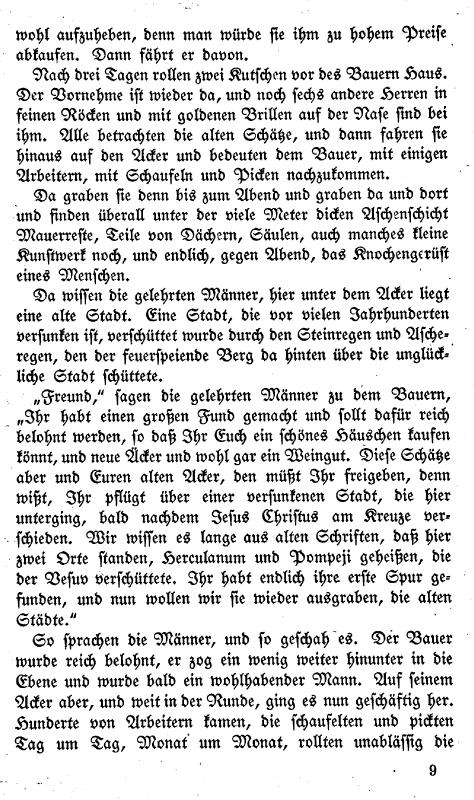 wohl aufzuheben, denn man würde sie ihm zu hohem Preise
abkaufen. Dann fährt er davon.
Nach drei Tagen rollen zwei Kutschen vor des Bauern Haus.
Der Vornehme ist wieder da, und noch sechs andere Herren in
feinen Röcken und mit goldenen Brillen auf der Nase sind bei
ihm. Alle betrachten die alten Schätze, und dann fahren sie
hinaus auf den Acker und bedeuten dem Bauer, mit einigen
Arbeitern, mit Schaufeln und Picken nachzukommen.
Da graben sie denn bis zum Abend und graben da und dort
und finden überall unter der viele Meter dicken Aschenschicht
Mauerreste, Teile von Dächern, Säulen, auch manches kleine
Kunstwerk noch, und endlich, gegen Abend, das Knochengerüst
eines Menschen.
Da wissen die gelehrten Männer, hier unter dem Acker liegt
eine alte Stadt. Eine Stadt, die vor vielen Jahrhunderten
versunken ist, verschüttet wurde durch den Steinregen und Asche-
regen, den der feuerspeiende Berg da hinten über die unglück-
liche Stadt schüttete.
„Freund,“ sagen die gelehrten Männer zu dem Bauern,
„Ihr habt einen großen Fund gemacht und sollt dafür reich
belohnt werden, so daß Ihr Euch ein schönes Häuschen kaufen
könnt, und neue Äcker und wohl gar ein Weingut. Diese Schätze
aber und Euren alten Acker, den müßt Ihr freigeben, denn
wißt, Ihr pflügt über einer versunkenen Stadt, die hier
unterging, bald nachdem Jesus Christus am Kreuze ver-
schieden. Wir wissen es lange aus alten Schriften, daß hier
zwei Orte standen, Herculanum und Pompeji geheißen, die
der Vesuv verschüttete. Ihr habt endlich ihre erste Spur ge-
funden, und nun wollen wir sie wieder ausgraben, die alten
Städte.“
So sprachen die Männer, und so geschah es. Der Bauer
wurde reich belohnt, er zog ein wenig weiter hinunter in die
Ebene und wurde bald ein wohlhabender Mann. Auf seinem
Acker aber, und weit in der Runde, ging es nun geschäftig her.
Hunderte von Arbeitern kamen, die schaufelten und pickten
Tag um Tag, Monat um Monat, rollten unablässig die
9